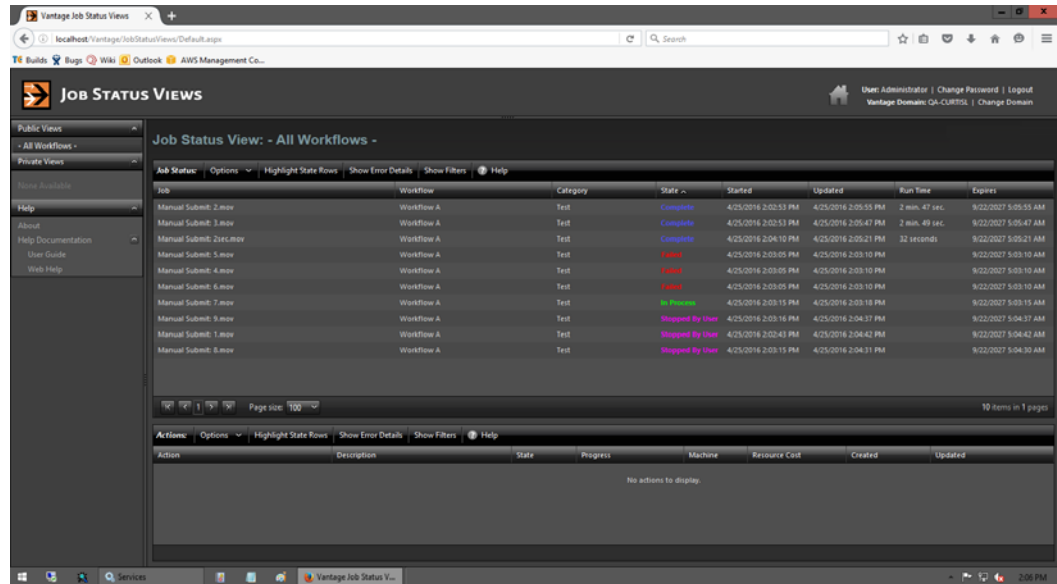 Vantage Job Status Views
localhost/Vantage/JobStatusViews/Default.aspx
Search
Builds Bugs Wiki Outlook AWS Management Co...
JOB STATUS VIEWS
User: Administrator | Change Password | Logout
Vantage Domain: QA-CURTISL | Change Domain
Public Views
- All Workflows -
Private Views
None Available
Help
About
Help Documentation
User Guide
Web Help
Job Status View: - All Workflows -
Job Status: Options Highlight State Rows Show Error Details Show Filters Help
Job Workflow Category State Started Updated Run Time Expires
Manual Submit: 2.mov Workflow A Test Complete 4/25/2016 2:02:53 PM 4/25/2016 2:05:55 PM 2 min. 47 sec. 9/22/2027 5:05:55 AM
Manual Submit: 3.mov Workflow A Test Complete 4/25/2016 2:02:53 PM 4/25/2016 2:05:47 PM 2 min. 49 sec. 9/22/2027 5:05:47 AM
Manual Submit: 2sec.mov Workflow A Test Complete 4/25/2016 2:04:10 PM 4/25/2016 2:05:21 PM 32 seconds 9/22/2027 5:05:21 AM
Manual Submit: 5.mov Workflow A Test Failed 4/25/2016 2:03:05 PM 4/25/2016 2:03:10 PM 9/22/2027 5:03:10 AM
Manual Submit: 4.mov Workflow A Test Failed 4/25/2016 2:03:05 PM 4/25/2016 2:03:10 PM 9/22/2027 5:03:10 AM
Manual Submit: 6.mov Workflow A Test Failed 4/25/2016 2:03:05 PM 4/25/2016 2:03:10 PM 9/22/2027 5:03:10 AM
Manual Submit: 7.mov Workflow A Test In Process 4/25/2016 2:03:15 PM 4/25/2016 2:03:18 PM 9/22/2027 5:03:15 AM
Manual Submit: 9.mov Workflow A Test Stopped By User 4/25/2016 2:03:16 PM 4/25/2016 2:04:37 PM 9/22/2027 5:04:37 AM
Manual Submit: 1.mov Workflow A Test Stopped By User 4/25/2016 2:02:43 PM 4/25/2016 2:04:42 PM 9/22/2027 5:04:42 AM
Manual Submit: 8.mov Workflow A Test Stopped By User 4/25/2016 2:03:15 PM 4/25/2016 2:04:31 PM 9/22/2027 5:04:30 AM
1 Page size: 100 10 items in 1 pages
Actions: Options Highlight State Rows Show Error Details Show Filters Help
Action Description State Progress Machine Resource Cost Created Updated
No actions to display.
Services Vantage Job Status V... 2:06 PM